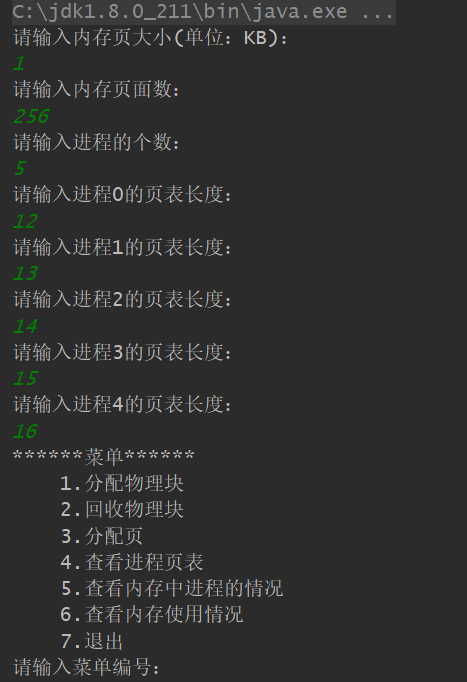 C:\jdk1.8.0_211\bin\java.exe ...
请输入内存页大小(单位：KB)：
1
请输入内存页面数：
256
请输入进程的个数：
5
请输入进程0的页表长度：
12
请输入进程1的页表长度：
13
请输入进程2的页表长度：
14
请输入进程3的页表长度：
15
请输入进程4的页表长度：
16
******菜单******
1.分配物理块
2.回收物理块
3.分配页
4.查看进程页表
5.查看内存中进程的情况
6.查看内存使用情况
7.退出
请输入菜单编号：